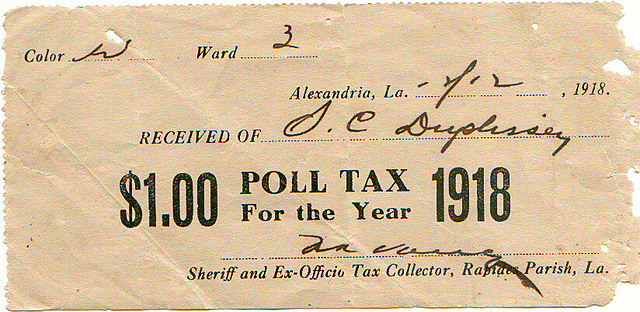 Color W Ward 3
Alexandria, La. , 1918.
RECEIVED OF S. C Duplissey
$1.00 POLL TAX 1918
For the Year
Sheriff and Ex-Officio Tax Collector, Rapides Parish, La.